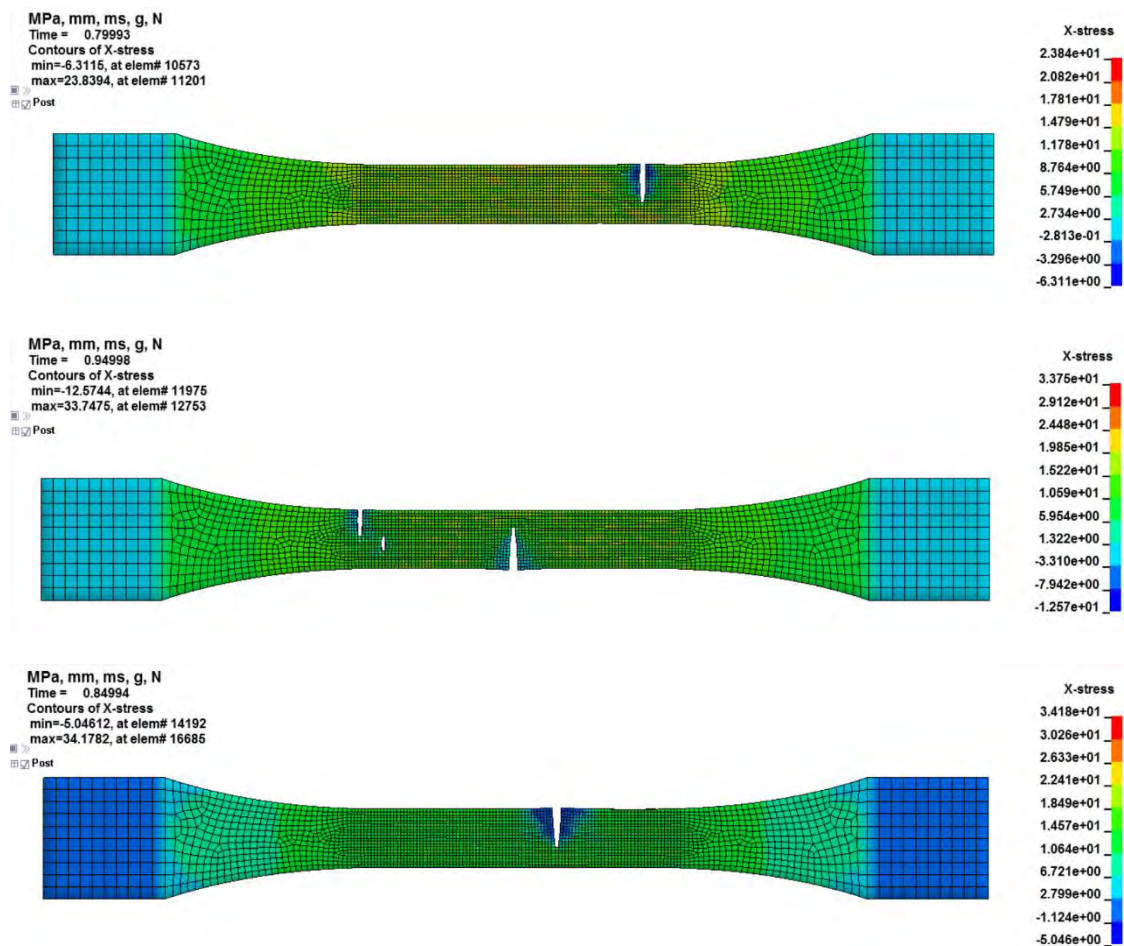 MPa, mm, ms, g, N
Time = 0.79993
Contours of X-stress
min=-6.3115, at elem# 10573
max=23.8394, at elem# 11201
Post
X-stress
2.384e+01
2.082e+01
1.781e+01
1.479e+01
1.178e+01
8.764e+00
5.749e+00
2.734e+00
-2.813e-01
-3.296e+00
-6.311e+00
MPa, mm, ms, g, N
Time = 0.94998
Contours of X-stress
min=-12.5744, at elem# 11975
max=33.7475, at elem# 12753
Post
X-stress
3.375e+01
2.912e+01
2.448e+01
1.985e+01
1.522e+01
1.059e+01
5.954e+00
1.322e+00
-3.310e+00
-7.942e+00
-1.257e+01
MPa, mm, ms, g, N
Time = 0.84994
Contours of X-stress
min=-5.04612, at elem# 14192
max=34.1782, at elem# 16685
Post
X-stress
3.418e+01
3.026e+01
2.633e+01
2.241e+01
1.849e+01
1.457e+01
1.064e+01
6.721e+00
2.799e+00
-1.124e+00
-5.046e+00